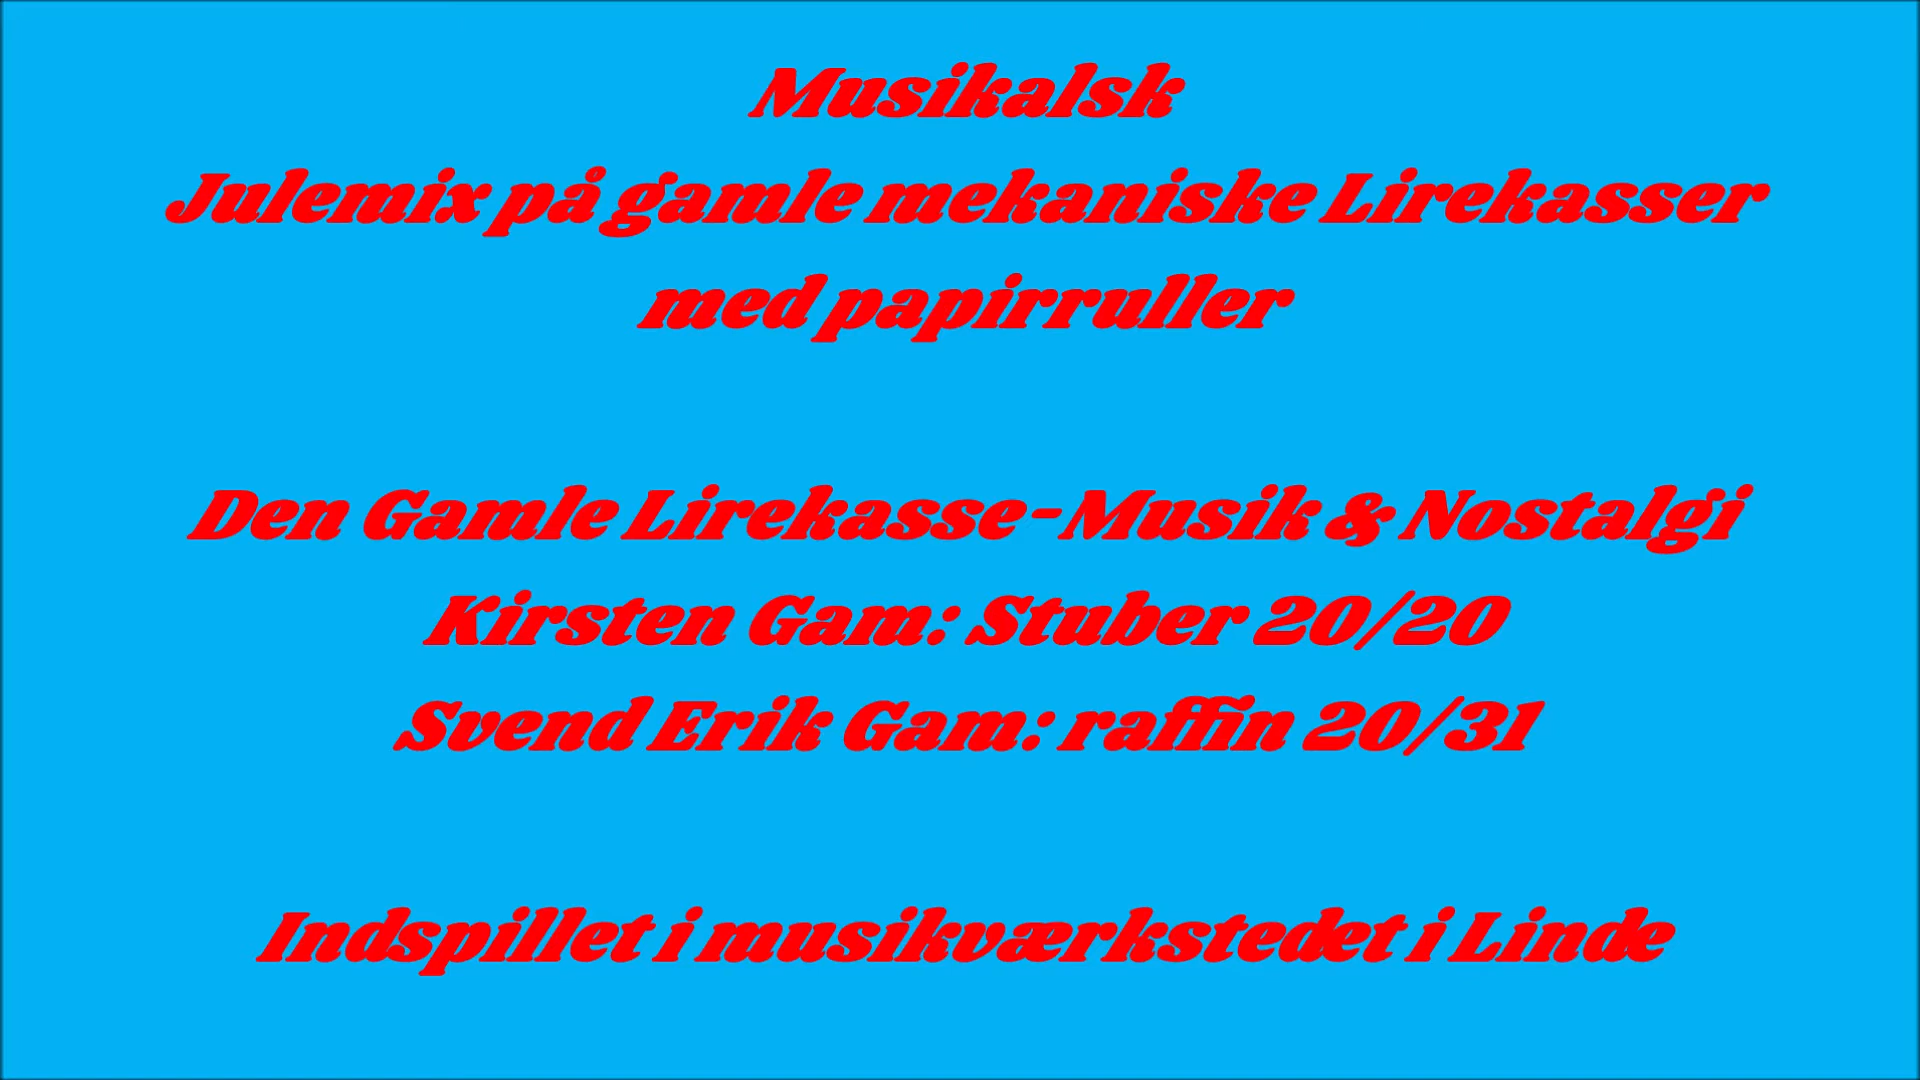 Musikalsk
Julemix på gamle mekaniske Lirekasser
med papirruller
Den Gamle Lirekasse-Musik & Nostalgi
Kirsten Gam: Stuber 20/20
Svend Erik Gam: raffin 20/31
Indspillet i musikværkstedet i Linde